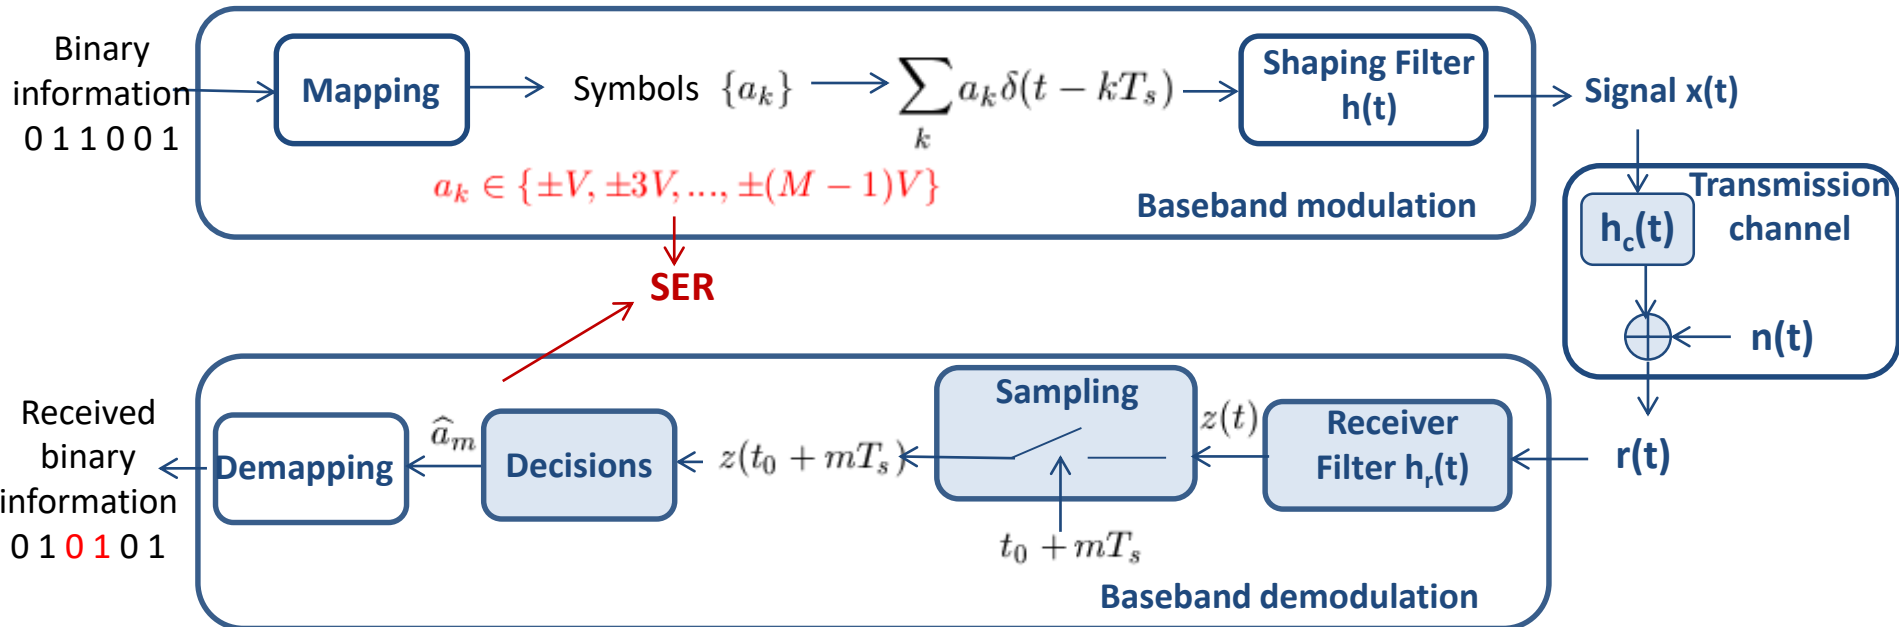 Binary
information
0 1 1 0 0 1
Mapping
Symbols {a_k}
∑_k a_k δ(t − kT_s)
Shaping Filter
h(t)
Signal x(t)
a_k ∈ {±V, ±3V, ..., ±(M − 1)V}
Baseband modulation
Transmission
channel
h_c(t)
SER
n(t)
Received
binary
information
0 1 0 1 0 1
Demapping
â_m
Decisions
z(t_0 + mT_s)
Sampling
t_0 + mT_s
z(t)
Receiver
Filter h_r(t)
r(t)
Baseband demodulation